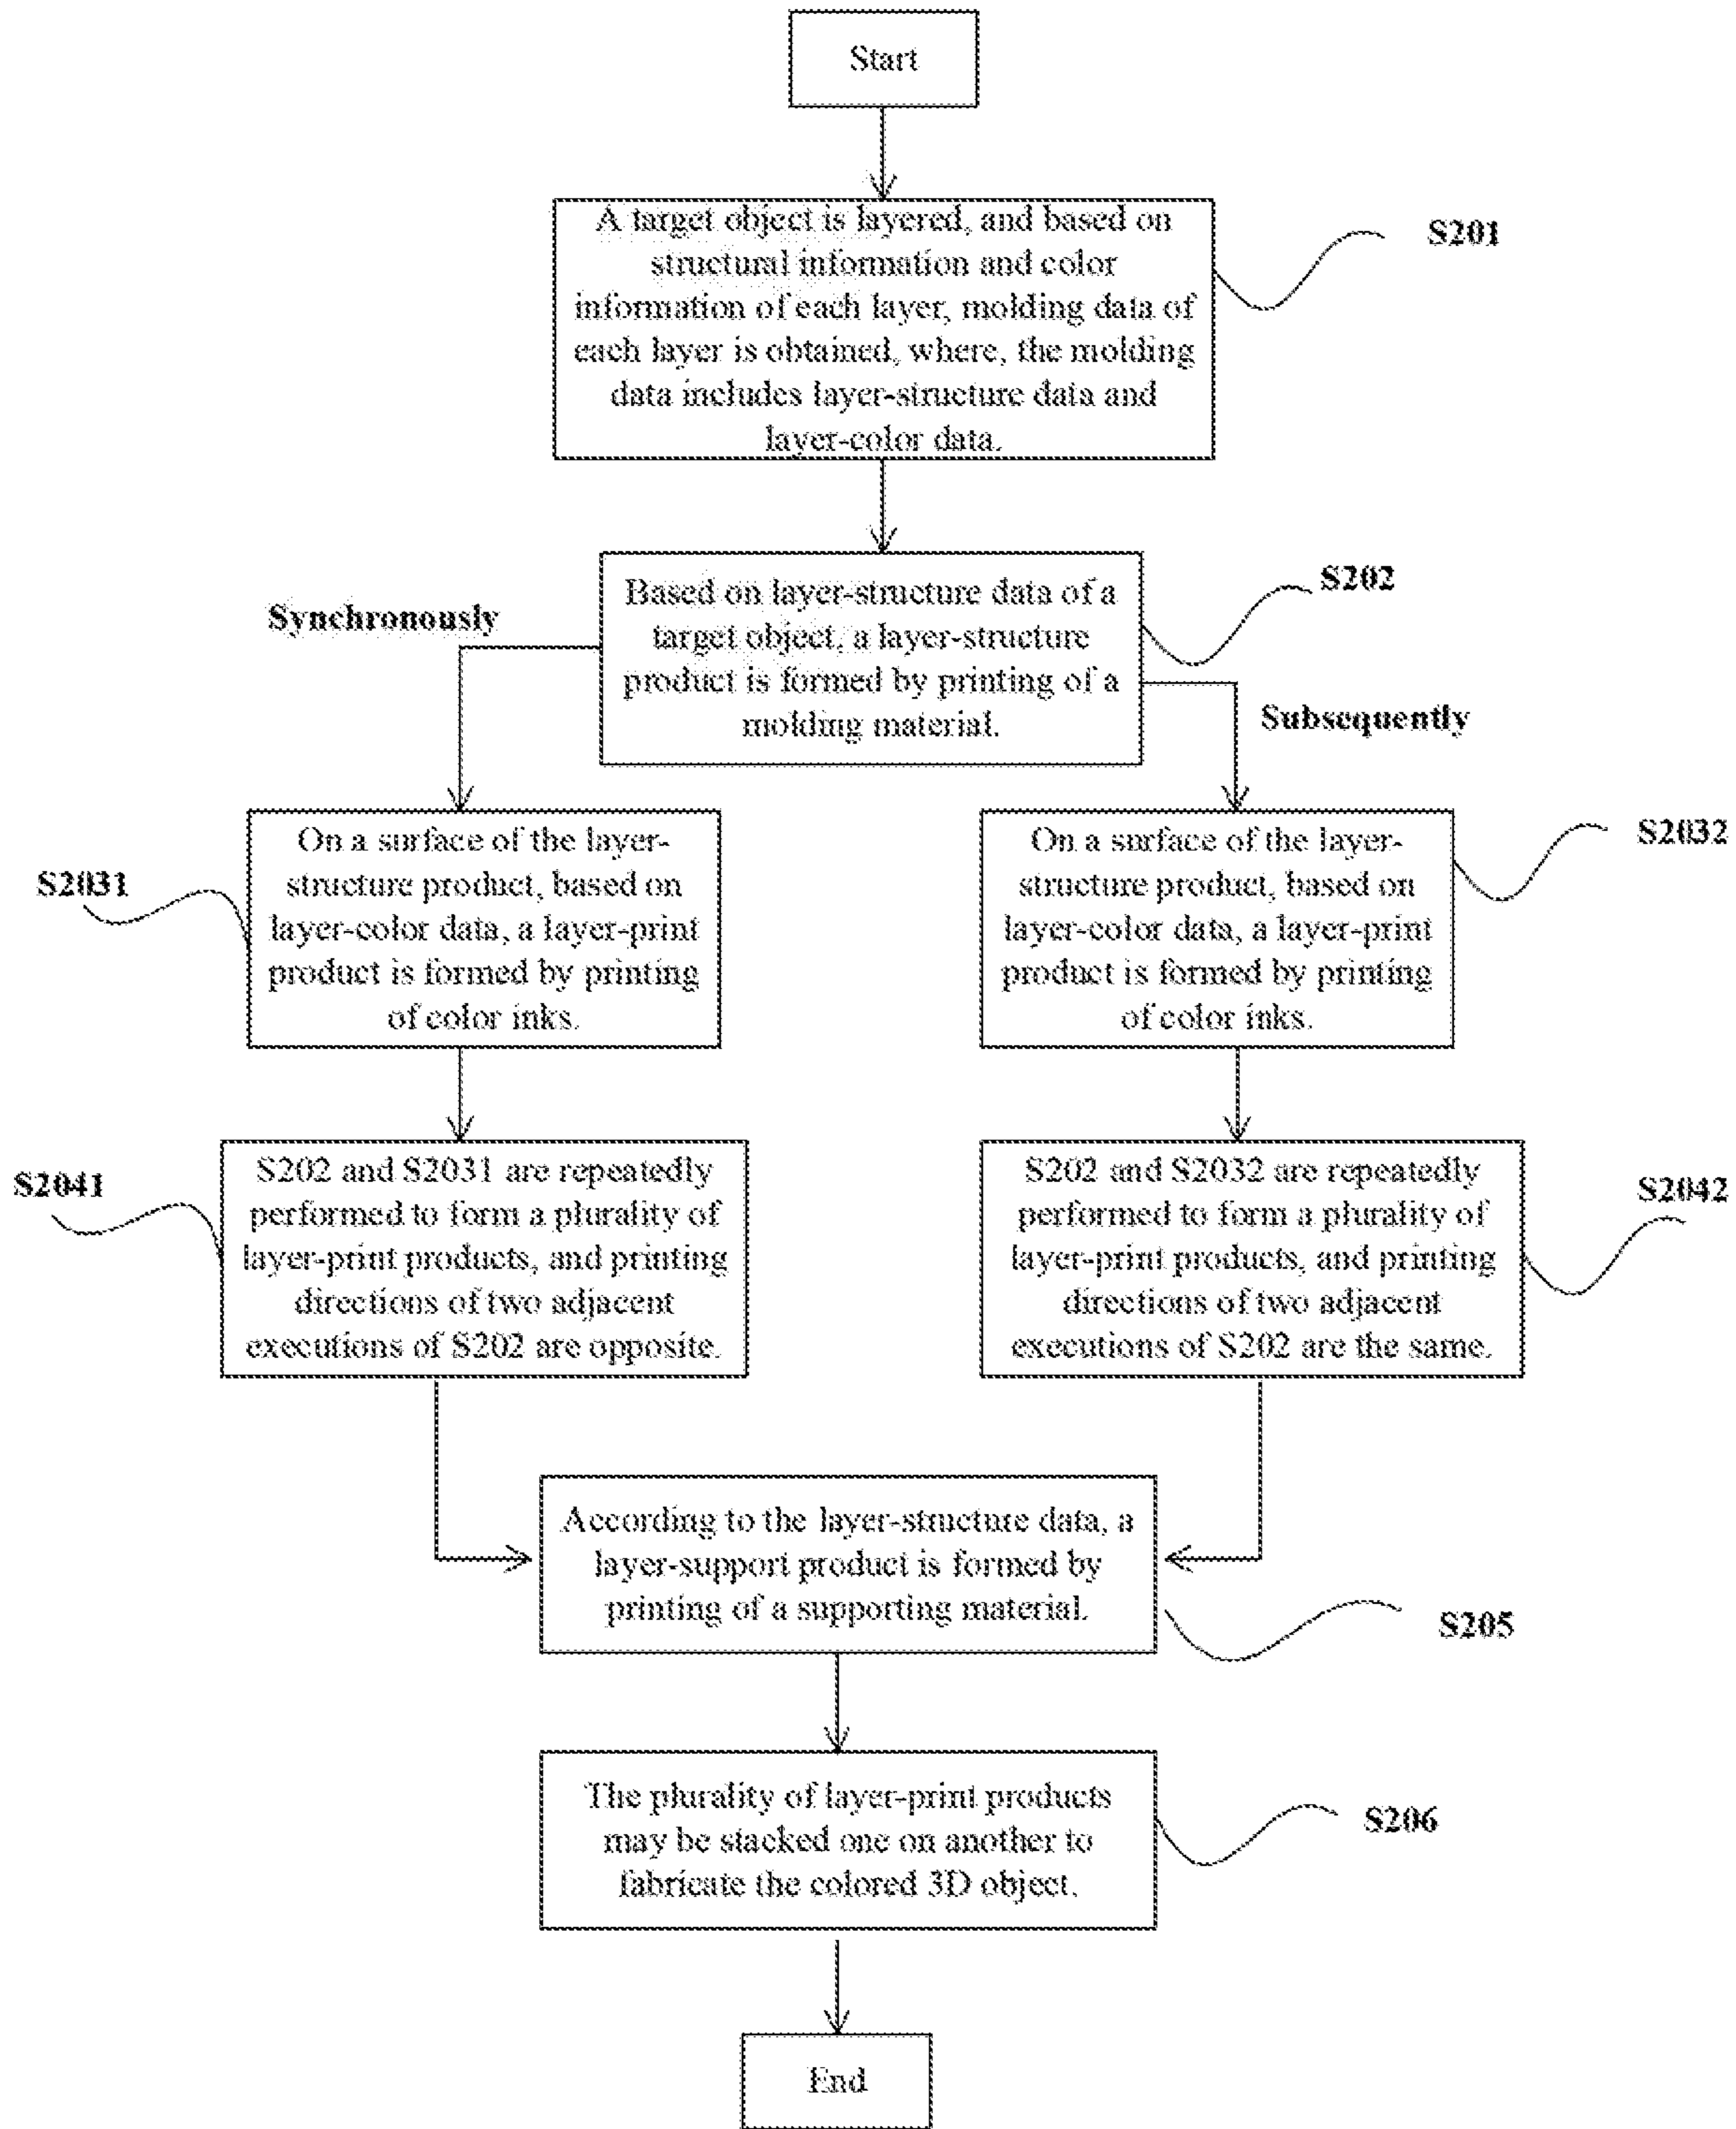 Start
A target object is layered, and based on
structural information and color
information of each layer, molding data of
each layer is obtained, where, the molding
data includes layer-structure data and
layer-color data.
S201
Based on layer-structure data of a
target object, a layer-structure
product is formed by printing of a
molding material.
S202
Synchronously
Subsequently
On a surface of the layer-
structure product, based on
layer-color data, a layer-print
product is formed by printing
of color inks.
S2031
On a surface of the layer-
structure product, based on
layer-color data, a layer-print
product is formed by printing
of color inks.
S2032
S202 and S2031 are repeatedly
performed to form a plurality of
layer-print products, and printing
directions of two adjacent
executions of S202 are opposite.
S2041
S202 and S2032 are repeatedly
performed to form a plurality of
layer-print products, and printing
directions of two adjacent
executions of S202 are the same.
S2042
According to the layer-structure data, a
layer-support product is formed by
printing of a supporting material.
S205
The plurality of layer-print products
may be stacked one on another to
fabricate the colored 3D object.
S206
End